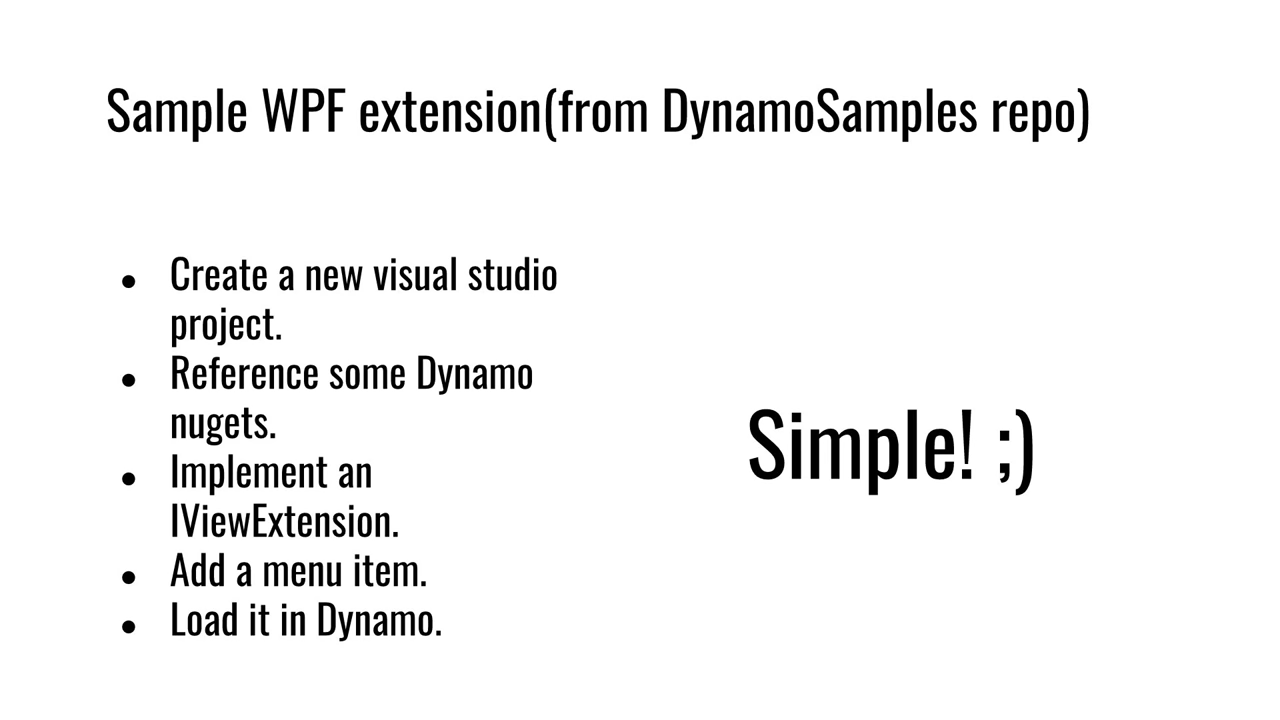 Sample WPF extension(from DynamoSamples repo)
● Create a new visual studio
project.
● Reference some Dynamo
nugets.
● Implement an
IViewExtension.
● Add a menu item.
● Load it in Dynamo.
Simple! ;)